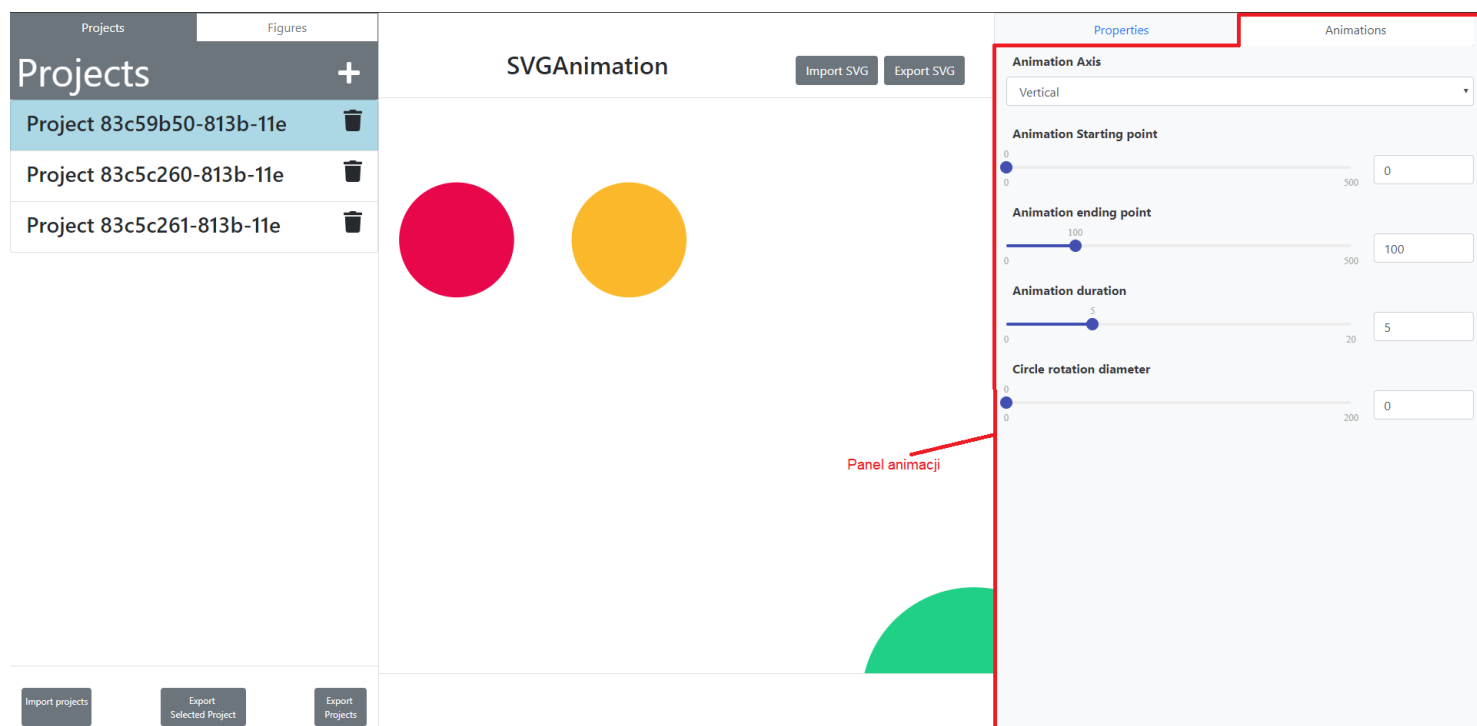 Projects
Figures
Projects +
Project 83c59b50-813b-11e
Project 83c5c260-813b-11e
Project 83c5c261-813b-11e
Import projects
Export
Selected Project
Export
Projects
SVGAnimation
Import SVG
Export SVG
Panel animacji
Properties
Animations
Animation Axis
Vertical
Animation Starting point
0
0
500
0
Animation ending point
100
0
500
100
Animation duration
5
0
20
5
Circle rotation diameter
0
0
200
0